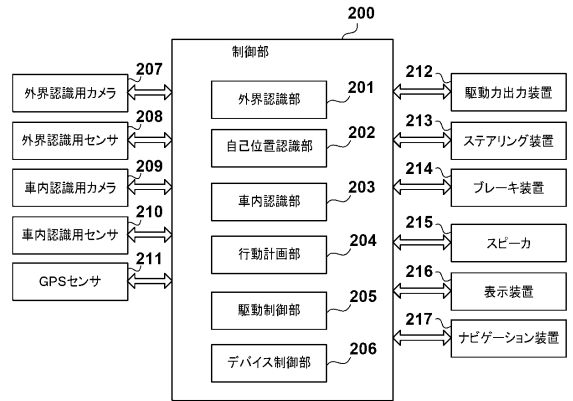 200
制御部
207
外界認識用カメラ
208
外界認識用センサ
209
車内認識用カメラ
210
車内認識用センサ
211
GPSセンサ
外界認識部
201
自己位置認識部
202
車内認識部
203
行動計画部
204
駆動制御部
205
デバイス制御部
206
212
駆動力出力装置
213
ステアリング装置
214
ブレーキ装置
215
スピーカ
216
表示装置
217
ナビゲーション装置